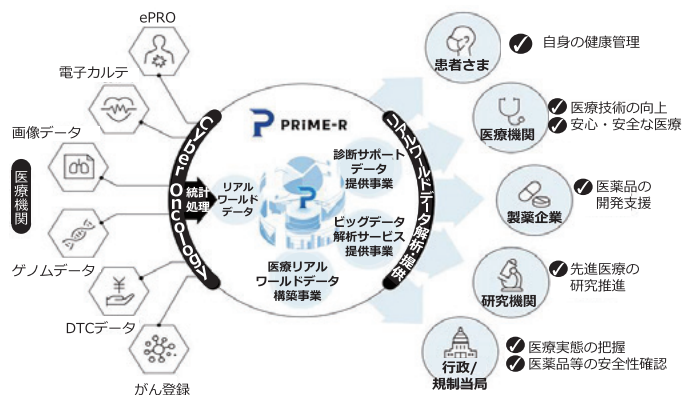 ePRO
電子カルテ
画像データ
医療機関
ゲノムデータ
DTCデータ
がん登録
Cyber Oncology
統計
処理
リアル
ワールド
データ
PRiME-R
診断サポート
データ
提供事業
ビッグデータ
解析サービス
提供事業
医療リアル
ワールドデータ
構築事業
リアルワールドデータ解析・提供
患者さま
自身の健康管理
医療機関
医療技術の向上
安心・安全な医療
製薬企業
医薬品の
開発支援
研究機関
先進医療の
研究推進
行政/
規制当局
医療実態の把握
医薬品等の安全性確認